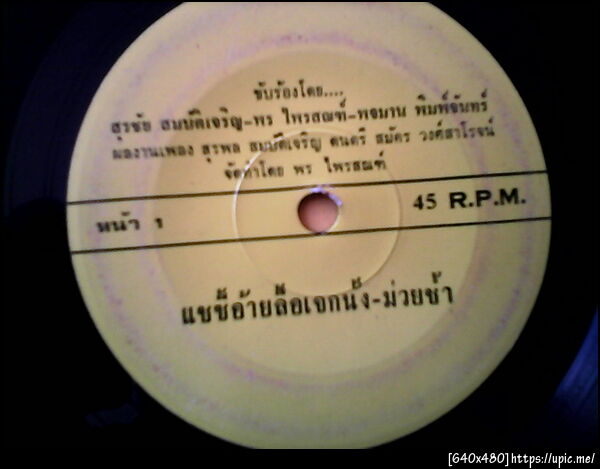 ขับร้องโดย....
สุรชัย สมบัติเจริญ-พร ไพรสณฑ์-พจมาน พิมพ์จันทร์
ผลงานเพลง สุรพล สมบัติเจริญ ดนตรี สมัคร วงศ์สาโรจน์
จัดทำโดย พร ไพรสณฑ์
หน้า 1
45 R.P.M.
แซซี้อ้ายลื้อเจกนั้ง-ม่วยช้ำ
[640x480]https://upic.me/